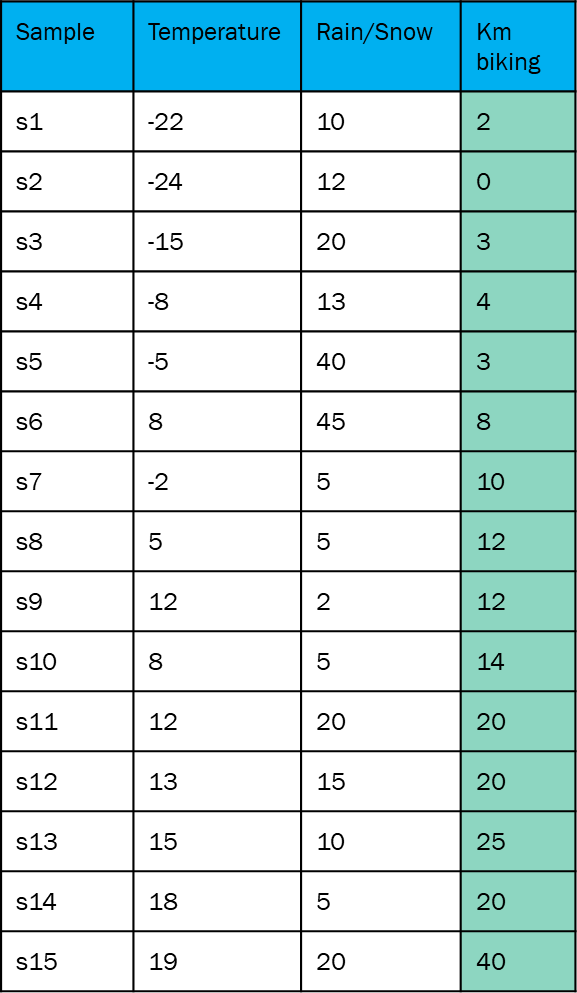 Sample Temperature Rain/Snow Km
biking
s1 -22 10 2
s2 -24 12 0
s3 -15 20 3
s4 -8 13 4
s5 -5 40 3
s6 8 45 8
s7 -2 5 10
s8 5 5 12
s9 12 2 12
s10 8 5 14
s11 12 20 20
s12 13 15 20
s13 15 10 25
s14 18 5 20
s15 19 20 40